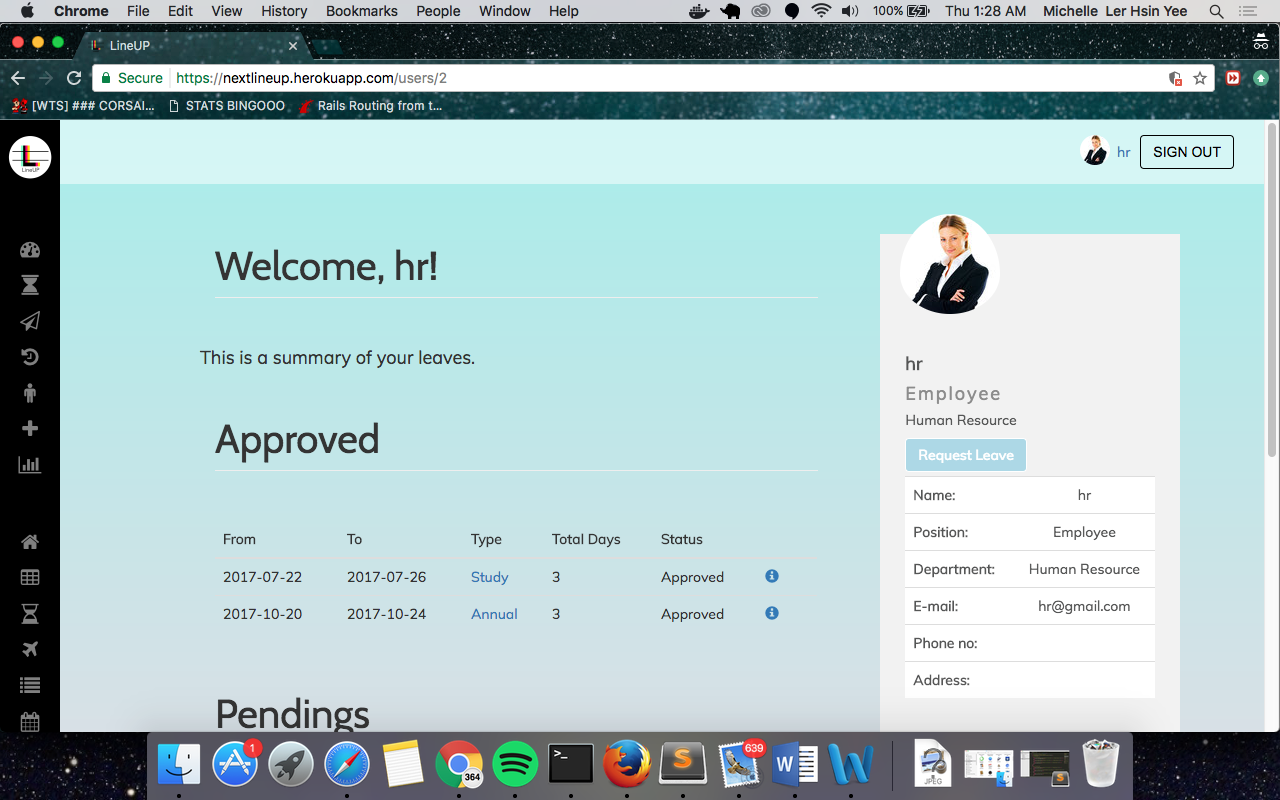 Chrome File Edit View History Bookmarks People Window Help 100% Thu 1:28 AM Michelle Ler Hsin Yee
LineUP
Secure https://nextlineup.herokuapp.com/users/2
[WTS] ### CORSAI... STATS BINGOOO Rails Routing from t...
LineUP
hr SIGN OUT
Welcome, hr!
This is a summary of your leaves.
Approved
From To Type Total Days Status
2017-07-22 2017-07-26 Study 3 Approved
2017-10-20 2017-10-24 Annual 3 Approved
Pendings
hr
Employee
Human Resource
Request Leave
Name: hr
Position: Employee
Department: Human Resource
E-mail: hr@gmail.com
Phone no:
Address:
1
364
639
JPEG